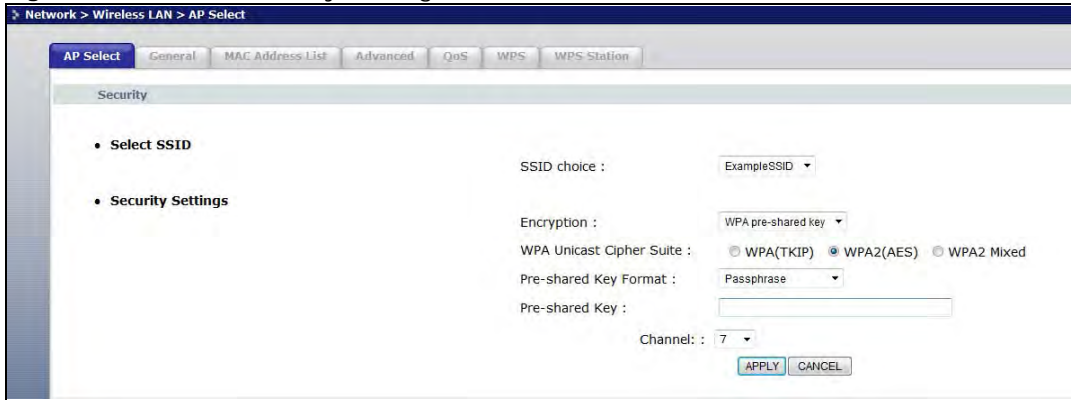 Network > Wireless LAN > AP Select
AP Select General MAC Address List Advanced QoS WPS WPS Station
Security
• Select SSID
SSID choice : ExampleSSID
• Security Settings
Encryption : WPA pre-shared key
WPA Unicast Cipher Suite : WPA(TKIP) WPA2(AES) WPA2 Mixed
Pre-shared Key Format : Passphrase
Pre-shared Key :
Channel: : 7
APPLY CANCEL